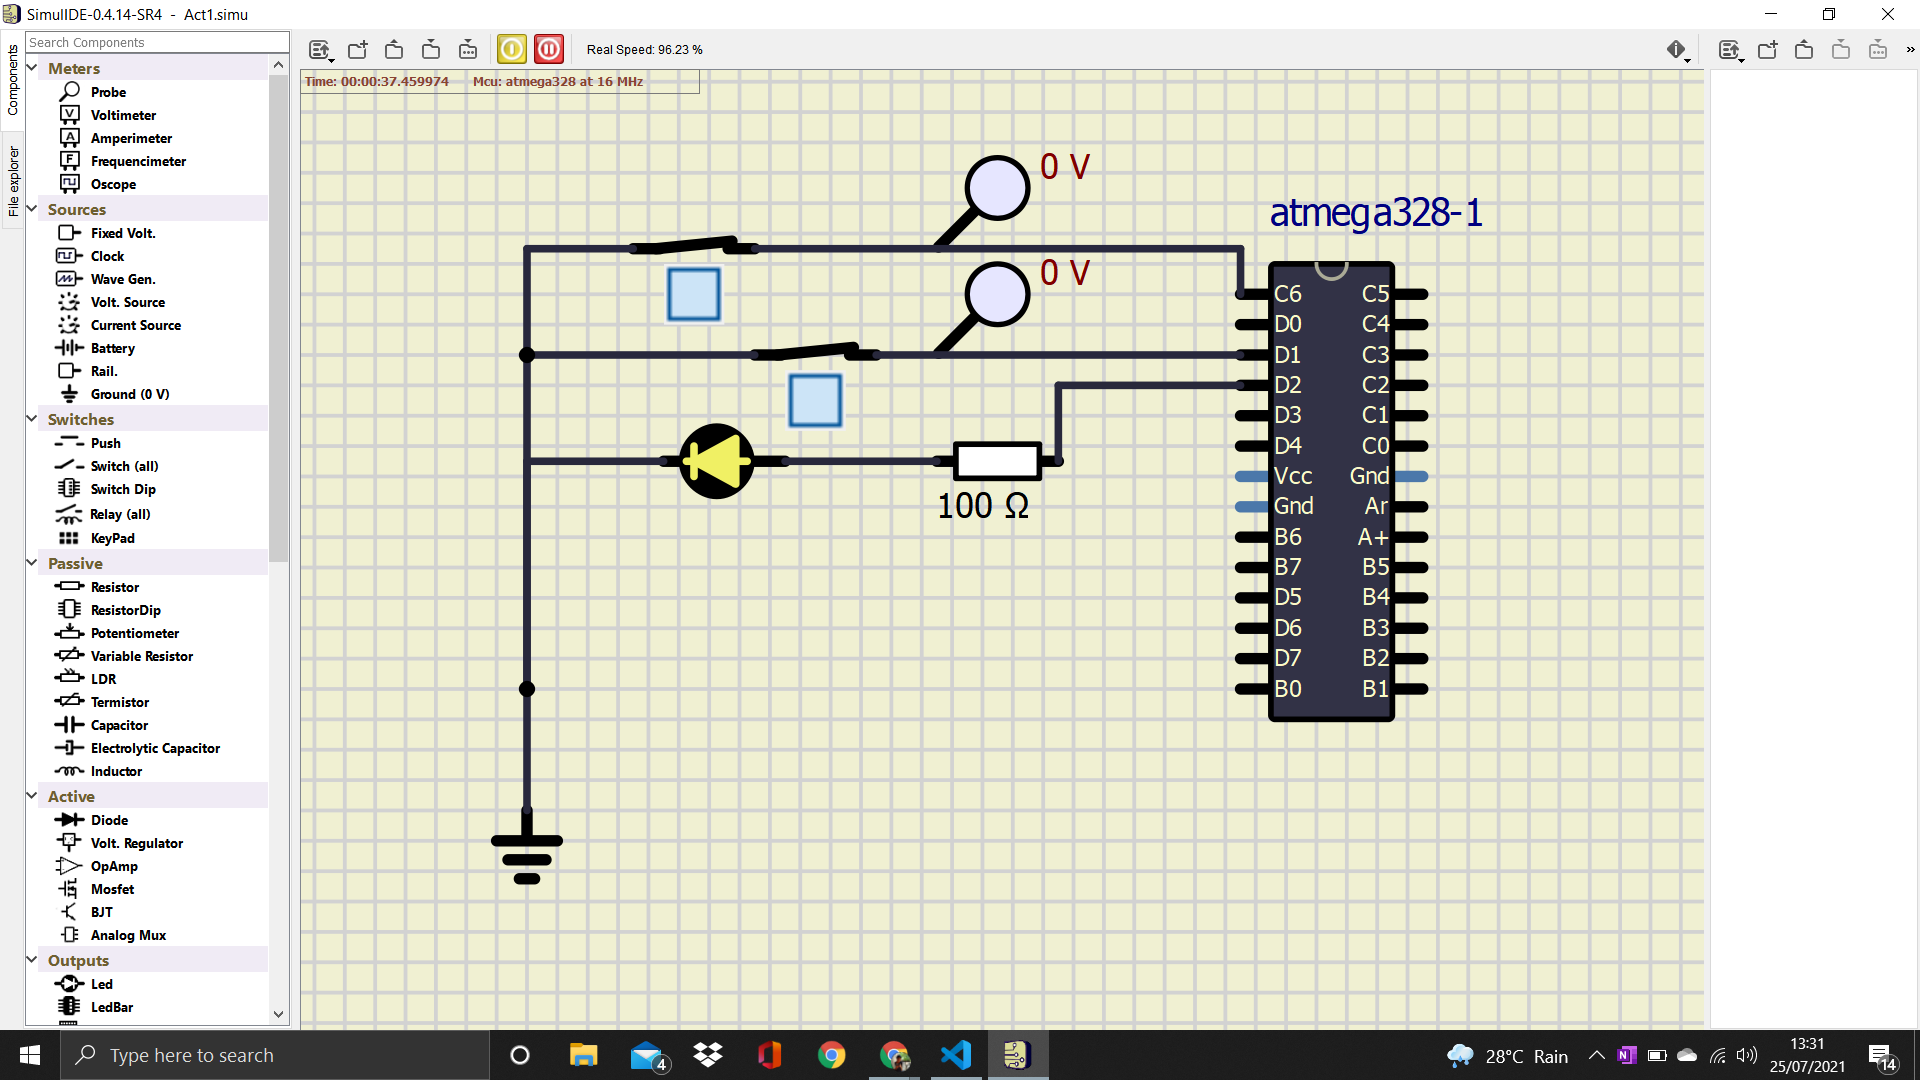 SimulIDE-0.4.14-SR4 - Act1.simu
Components
File explorer
Search Components
Meters
Probe
Voltimeter
Amperimeter
Frequencimeter
Oscope
Sources
Fixed Volt.
Clock
Wave Gen.
Volt. Source
Current Source
Battery
Rail.
Ground (0 V)
Switches
Push
Switch (all)
Switch Dip
Relay (all)
KeyPad
Passive
Resistor
ResistorDip
Potentiometer
Variable Resistor
LDR
Termistor
Capacitor
Electrolytic Capacitor
Inductor
Active
Diode
Volt. Regulator
OpAmp
Mosfet
BJT
Analog Mux
Outputs
Led
LedBar
Real Speed: 96.23 %
»
Time: 00:00:37.459974 Mcu: atmega328 at 16 MHz
0 V
0 V
100 Ω
atmega328-1
C6 C5
D0 C4
D1 C3
D2 C2
D3 C1
D4 C0
Vcc Gnd
Gnd Ar
B6 A+
B7 B5
D5 B4
D6 B3
D7 B2
B0 B1
Type here to search
4
28°C Rain
13:31
25/07/2021
14